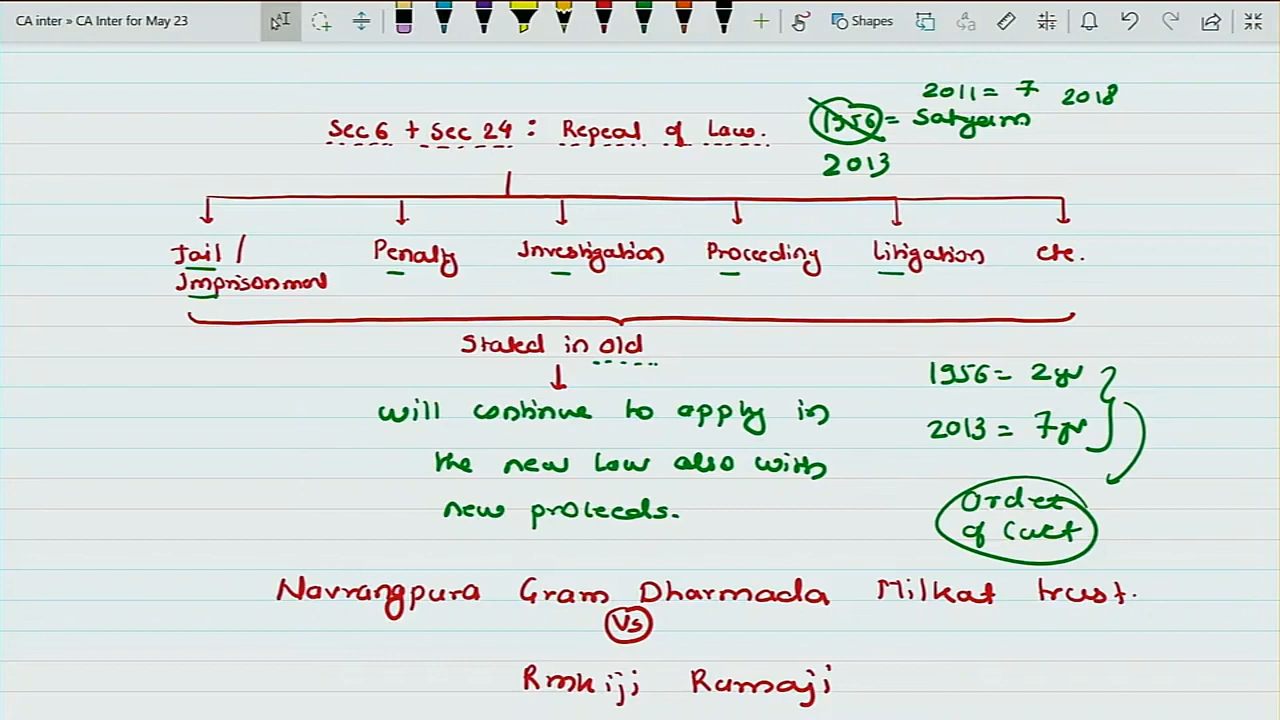 CA inter » CA Inter for May 23
Shapes
2011 = 7 2018
Sec 6 + Sec 24 : Repeal of Law.
1956 = Satyam
2013
Jail / Imprisonment
Penalty
Investigation
Proceeding
Litigation
etc.
Stated in old
will continue to apply in
the new law also with
new protecols.
1956 = 2 yr
2013 = 7 yr
Order
of Court
Navrangpura Gram Dharmada Milkat trust.
Vs
Rmkiji Ramaji